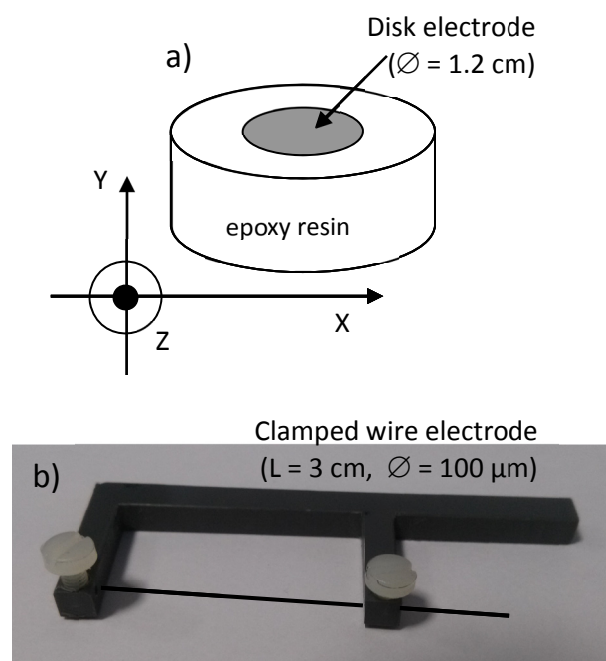 Disk electrode
(∅ = 1.2 cm)
a)
Y
epoxy resin
X
Z
Clamped wire electrode
(L = 3 cm, ∅ = 100 µm)
b)